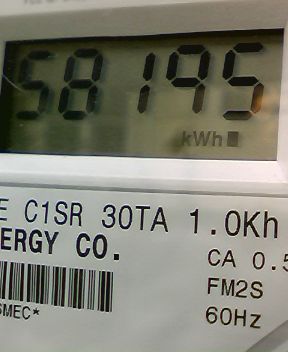 58195
kWh
E C1SR 30TA 1.0Kh
ERGY CO.
CA 0.5
FM2S
60Hz
SMEC*